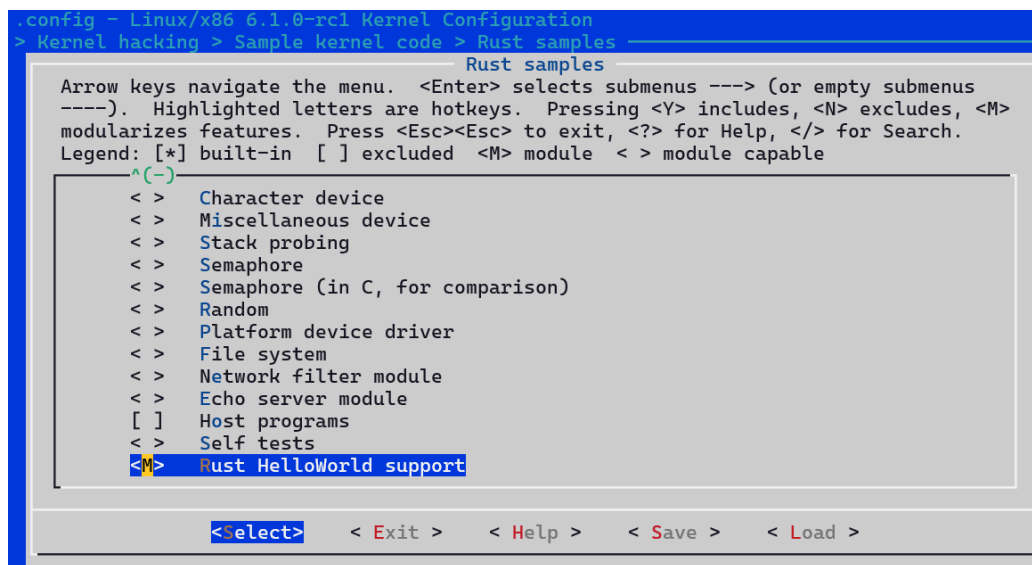 .config - Linux/x86 6.1.0-rc1 Kernel Configuration
> Kernel hacking > Sample kernel code > Rust samples
Rust samples
Arrow keys navigate the menu.  <Enter> selects submenus ---> (or empty submenus
----).  Highlighted letters are hotkeys.  Pressing <Y> includes, <N> excludes, <M>
modularizes features.  Press <Esc><Esc> to exit, <?> for Help, </> for Search.
Legend: [*] built-in  [ ] excluded  <M> module  < > module capable
^(-)
< >   Character device
< >   Miscellaneous device
< >   Stack probing
< >   Semaphore
< >   Semaphore (in C, for comparison)
< >   Random
< >   Platform device driver
< >   File system
< >   Network filter module
< >   Echo server module
[ ]   Host programs
< >   Self tests
<M>   Rust HelloWorld support
<Select>    < Exit >    < Help >    < Save >    < Load >